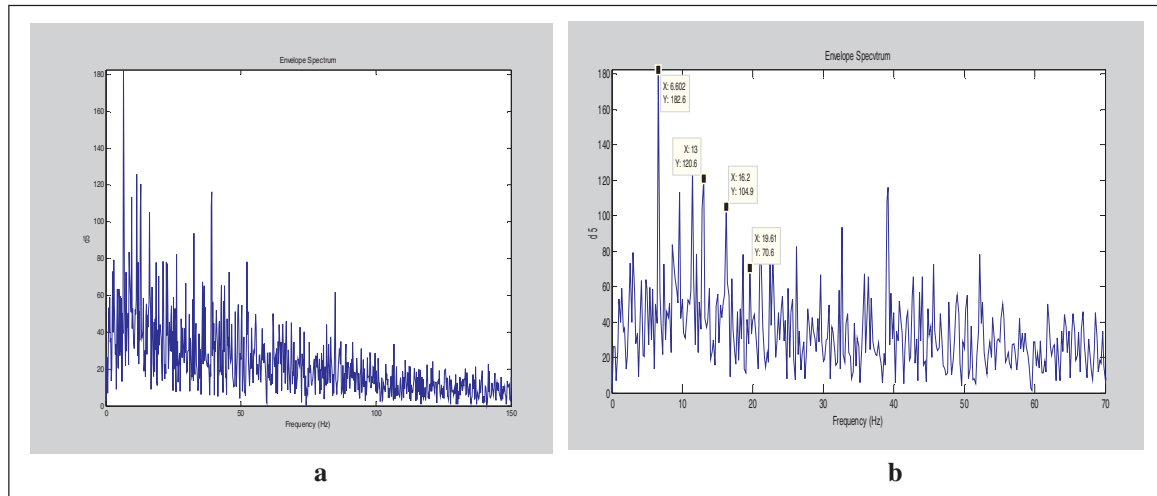 Envelope Spectrum
180
160
140
120
100
80
60
40
20
0
d5
0
50
100
150
Frequency (Hz)
a
Envelope Specvtrum
180
160
140
120
100
80
60
40
20
0
d 5
X: 6.602
Y: 182.6
X: 13
Y: 120.6
X: 16.2
Y: 104.9
X: 19.61
Y: 70.6
0
10
20
30
40
50
60
70
Frequency (Hz)
b